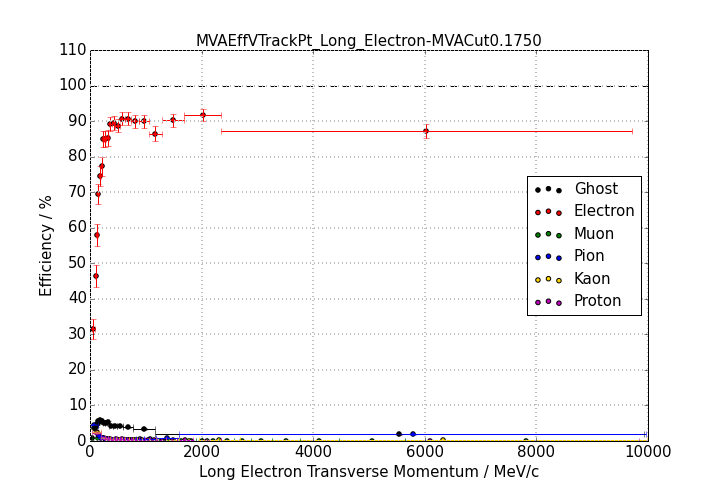 MVAEffVTrackPt_Long_Electron-MVACut0.1750
110
100
90
80
70
60
50
40
30
20
10
0
Efficiency / %
Ghost
Electron
Muon
Pion
Kaon
Proton
0 2000 4000 6000 8000 10000
Long Electron Transverse Momentum / MeV/c